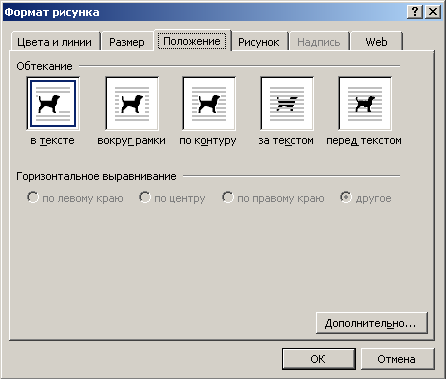 Формат рисунка
Цвета и линии Размер Положение Рисунок Надпись Web
Обтекание
в тексте вокруг рамки по контуру за текстом перед текстом
Горизонтальное выравнивание
по левому краю по центру по правому краю другое
Дополнительно...
ОК Отмена